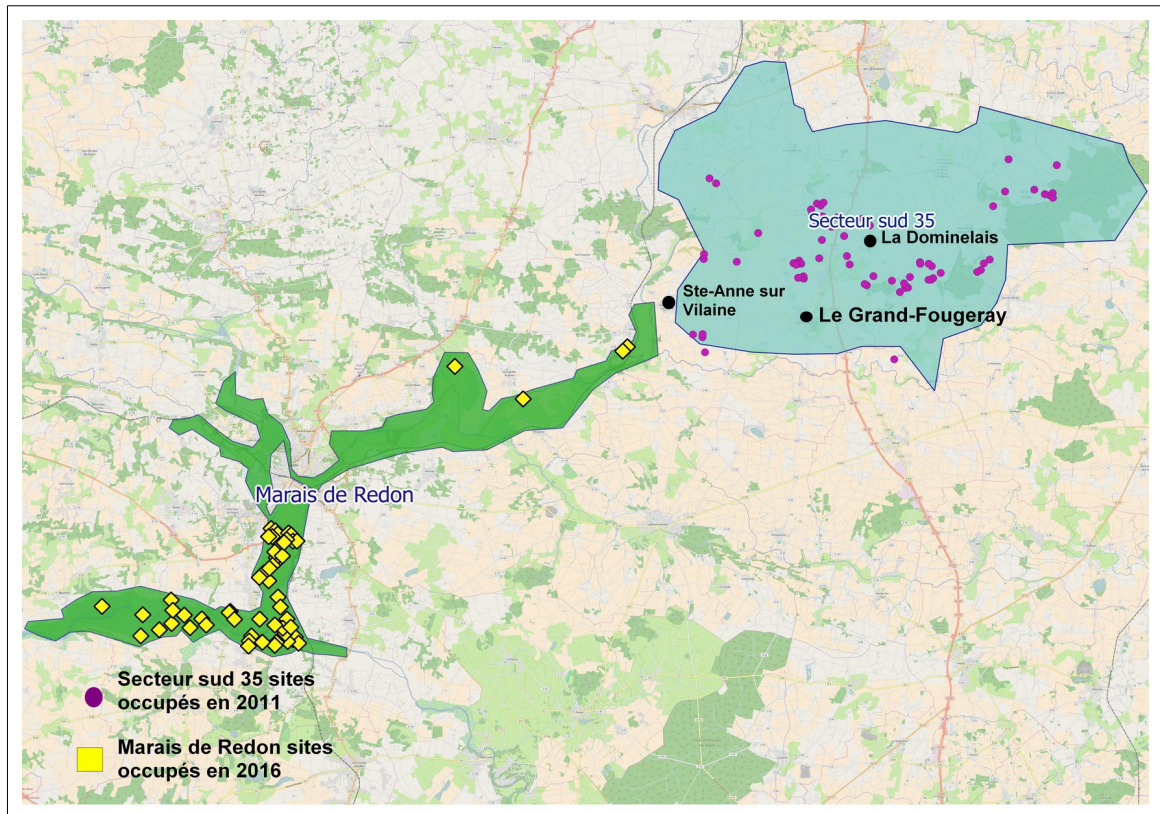 Secteur sud 35
La Dominelais
Ste-Anne sur
Vilaine
Le Grand-Fougeray
Marais de Redon
Secteur sud 35 sites
occupés en 2011
Marais de Redon sites
occupés en 2016